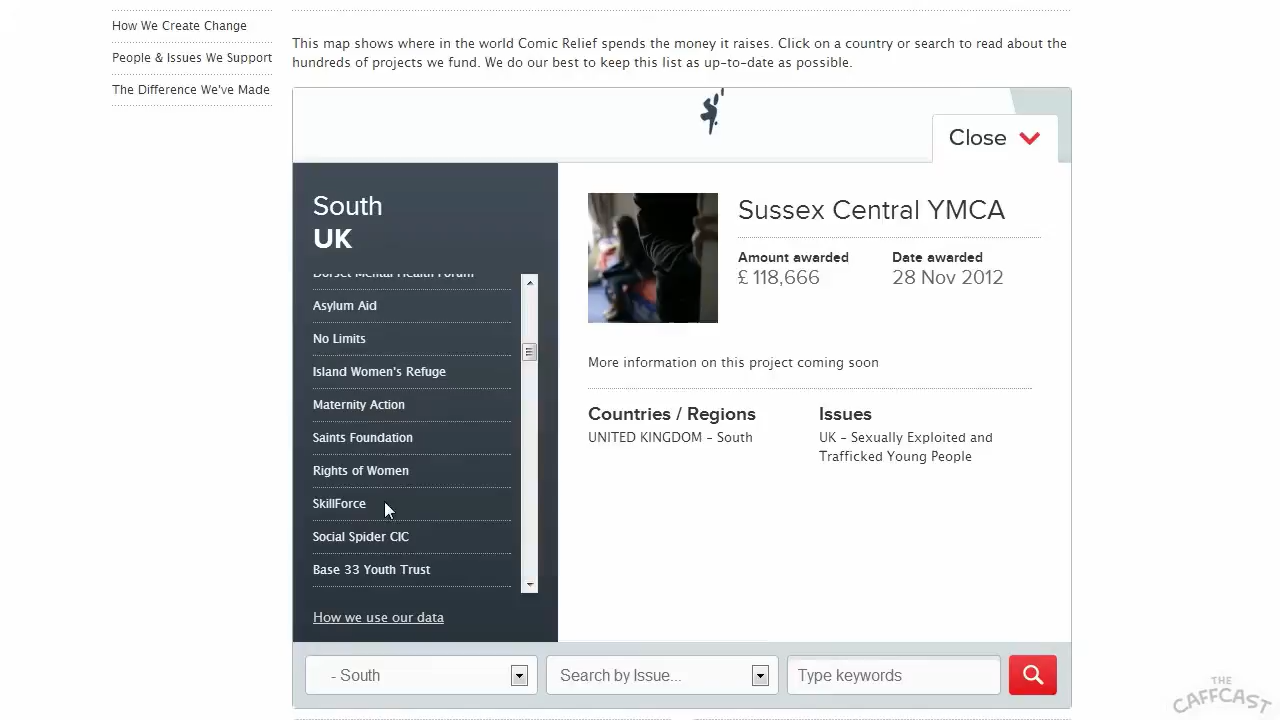 How We Create Change
People & Issues We Support
The Difference We've Made
This map shows where in the world Comic Relief spends the money it raises. Click on a country or search to read about the
hundreds of projects we fund. We do our best to keep this list as up-to-date as possible.
Close
South
UK
Dorset Mental Health Forum
Asylum Aid
No Limits
Island Women's Refuge
Maternity Action
Saints Foundation
Rights of Women
SkillForce
Social Spider CIC
Base 33 Youth Trust
How we use our data
Sussex Central YMCA
Amount awarded Date awarded
£ 118,666 28 Nov 2012
More information on this project coming soon
Countries / Regions Issues
UNITED KINGDOM – South UK – Sexually Exploited and
Trafficked Young People
- South Search by Issue... Type keywords
THE
CAFFCAST